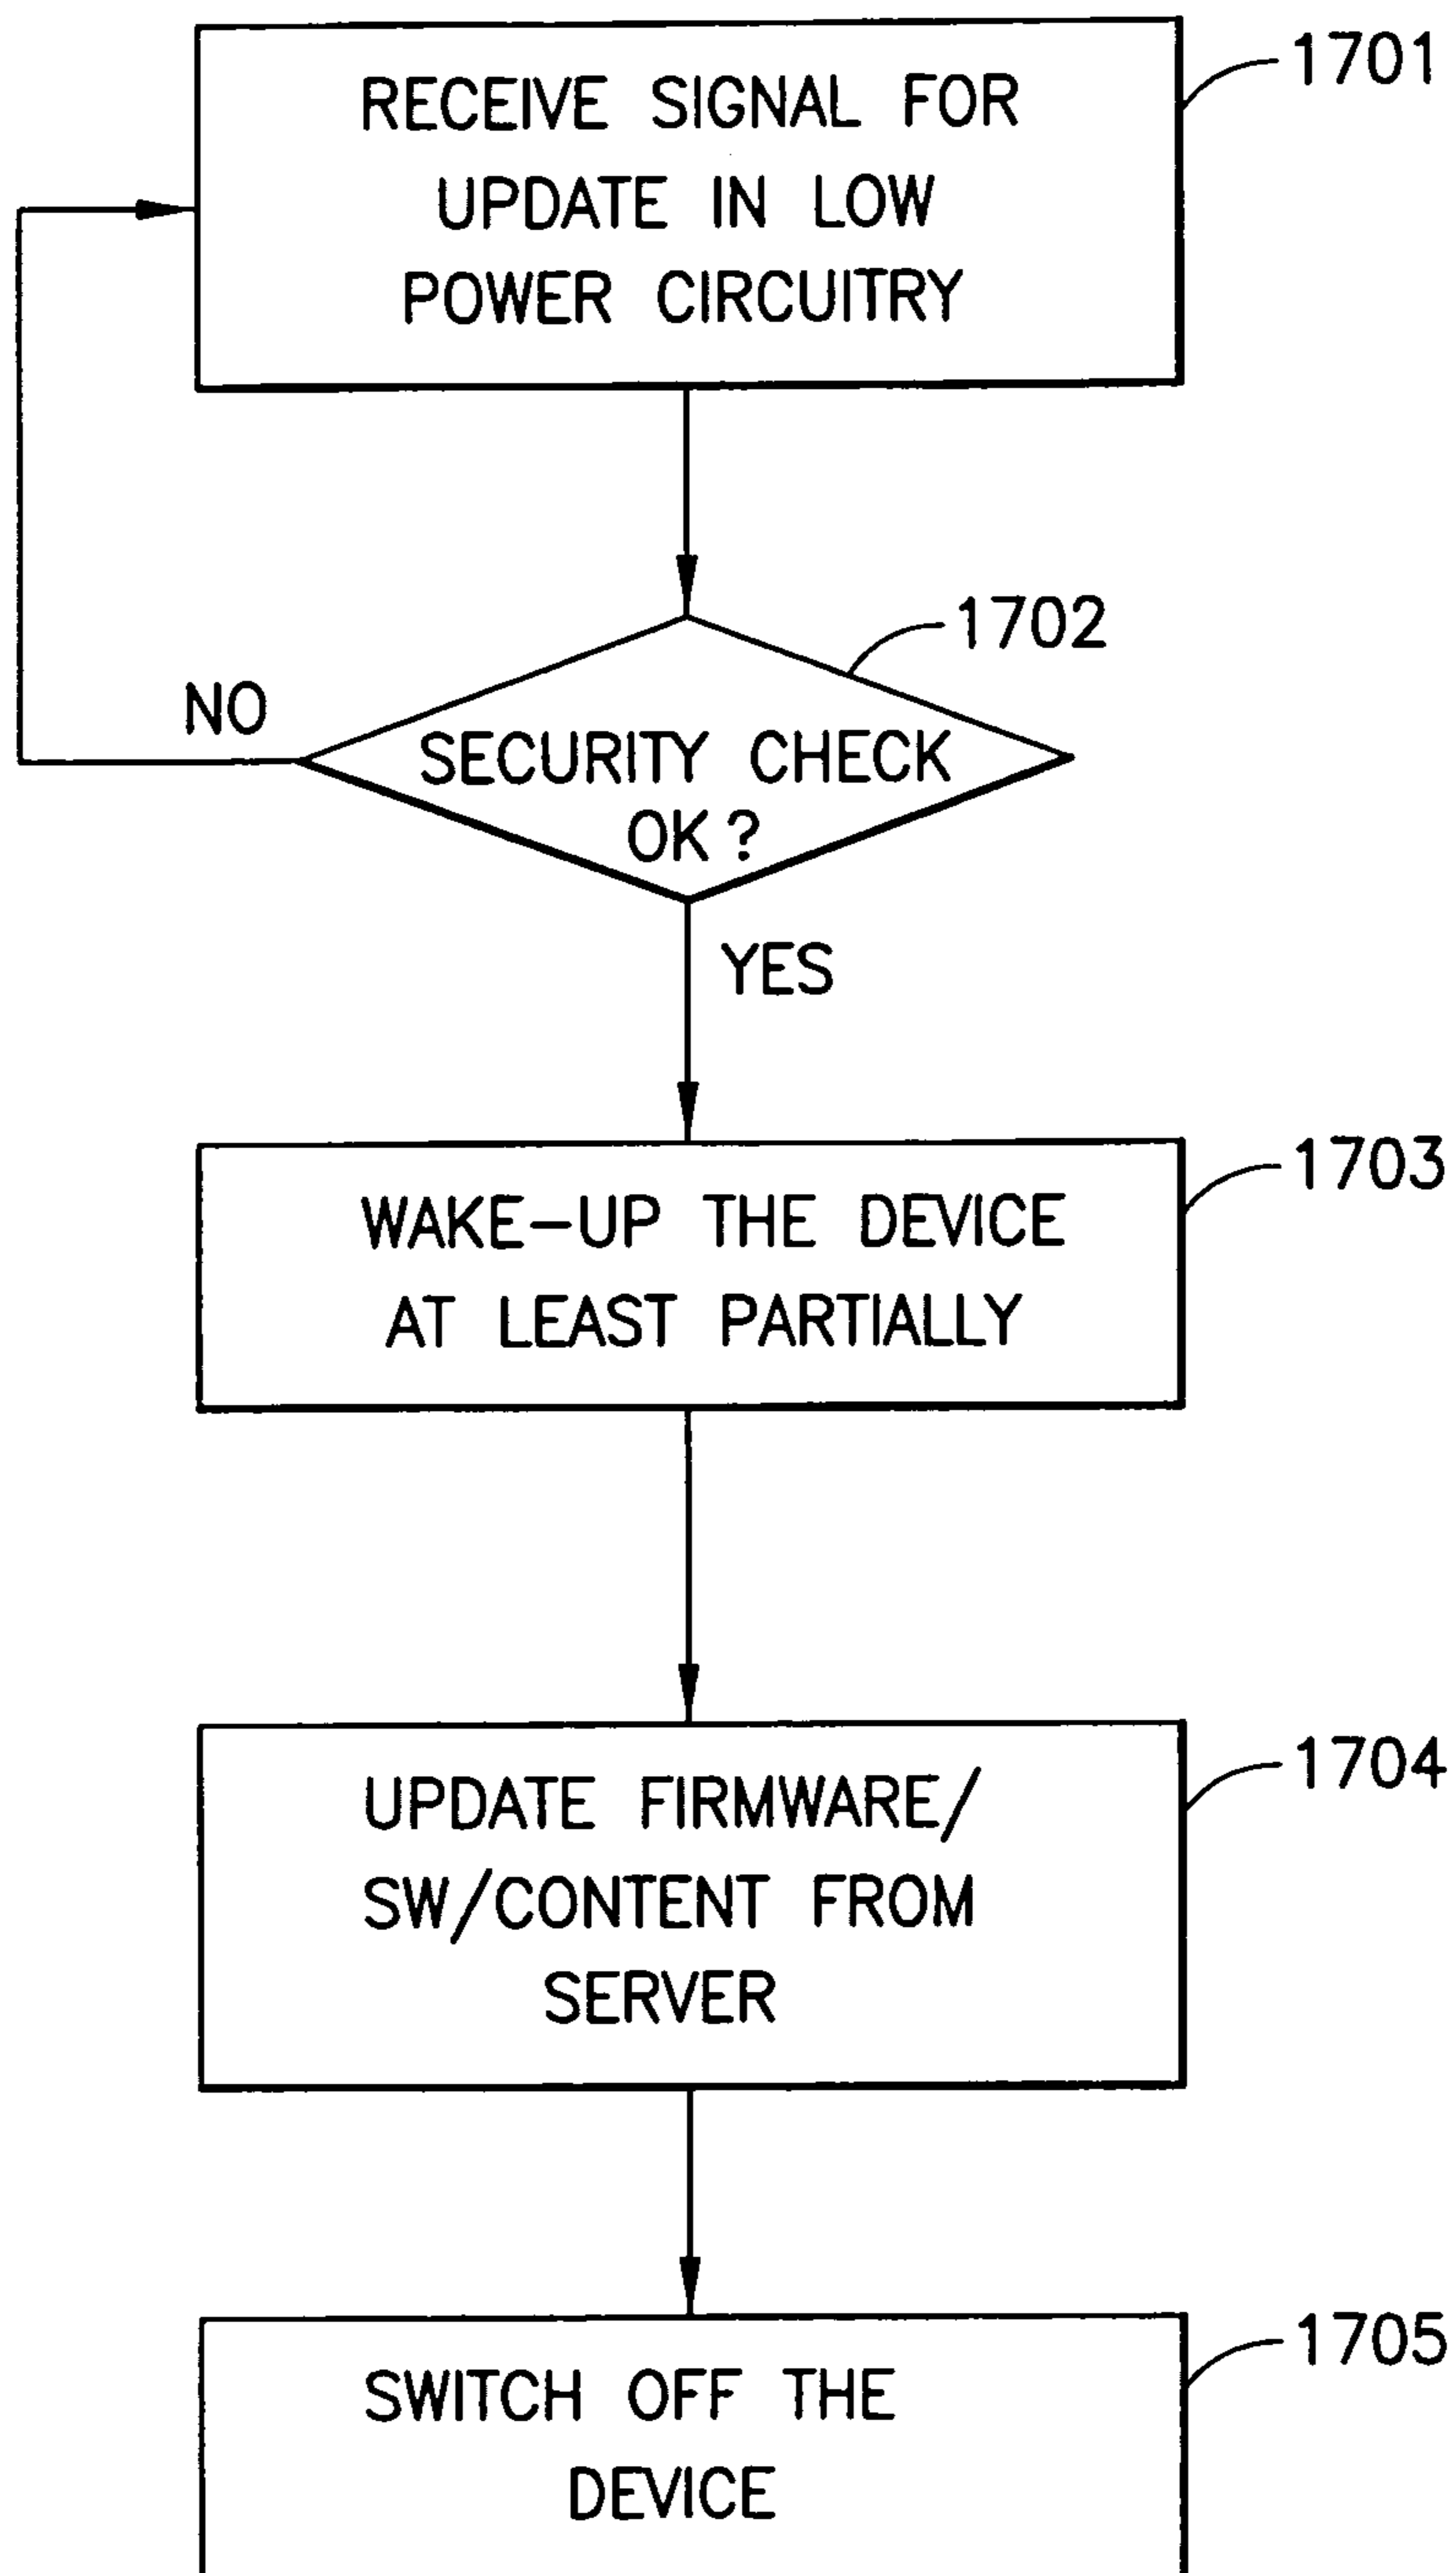 RECEIVE SIGNAL FOR
UPDATE IN LOW
POWER CIRCUITRY
1701
1702
NO
SECURITY CHECK
OK?
YES
1703
WAKE-UP THE DEVICE
AT LEAST PARTIALLY
1704
UPDATE FIRMWARE/
SW/CONTENT FROM
SERVER
1705
SWITCH OFF THE
DEVICE